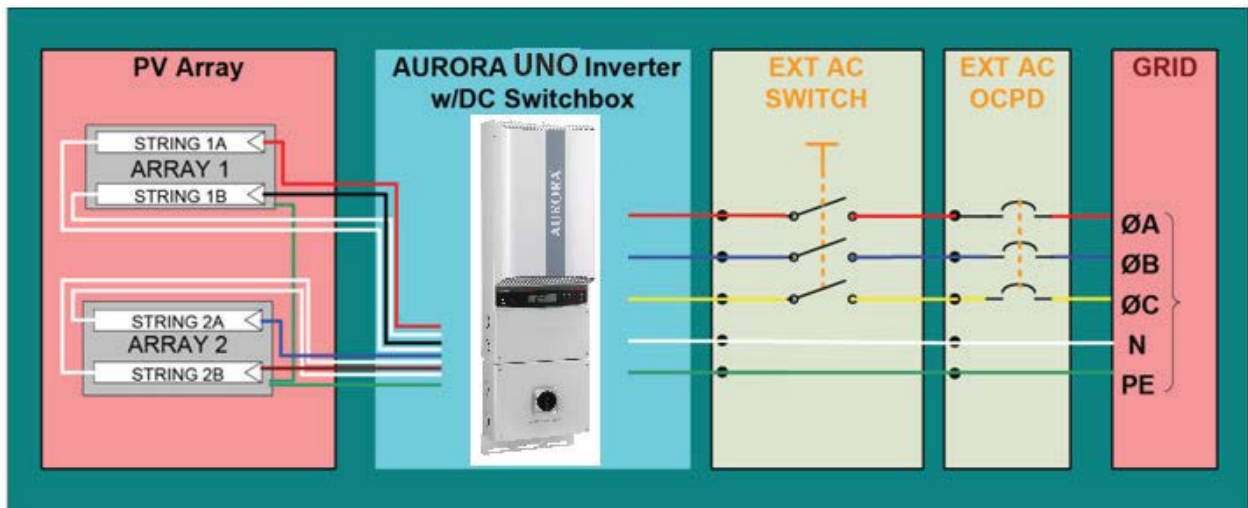 PV Array
STRING 1A
ARRAY 1
STRING 1B
STRING 2A
ARRAY 2
STRING 2B
AURORA UNO Inverter
w/DC Switchbox
AURORA
EXT AC
SWITCH
EXT AC
OCPD
GRID
ØA
ØB
ØC
N
PE